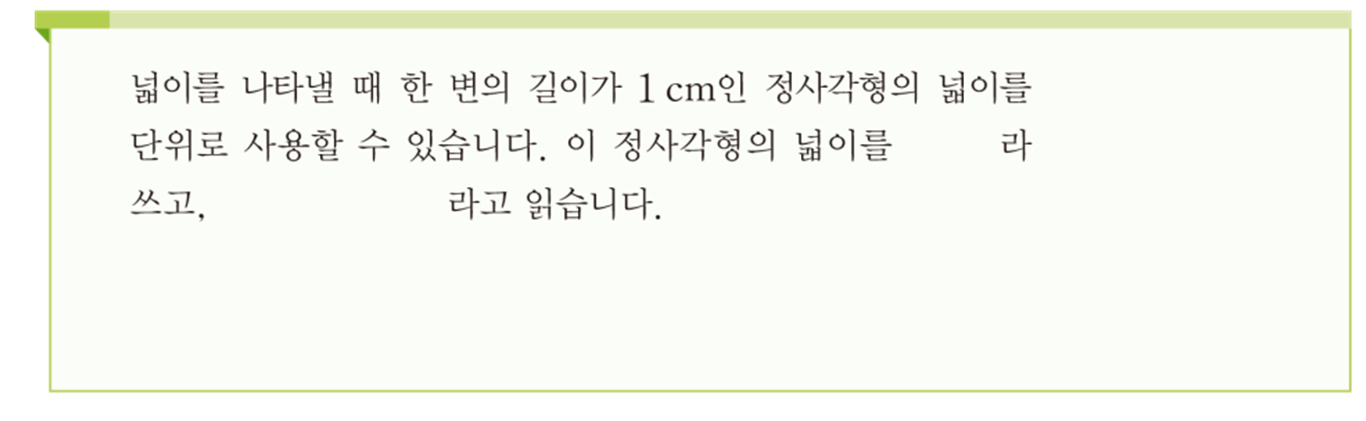 넓이를 나타낼 때 한 변의 길이가 1 cm인 정사각형의 넓이를
단위로 사용할 수 있습니다. 이 정사각형의 넓이를 라
쓰고, 라고 읽습니다.